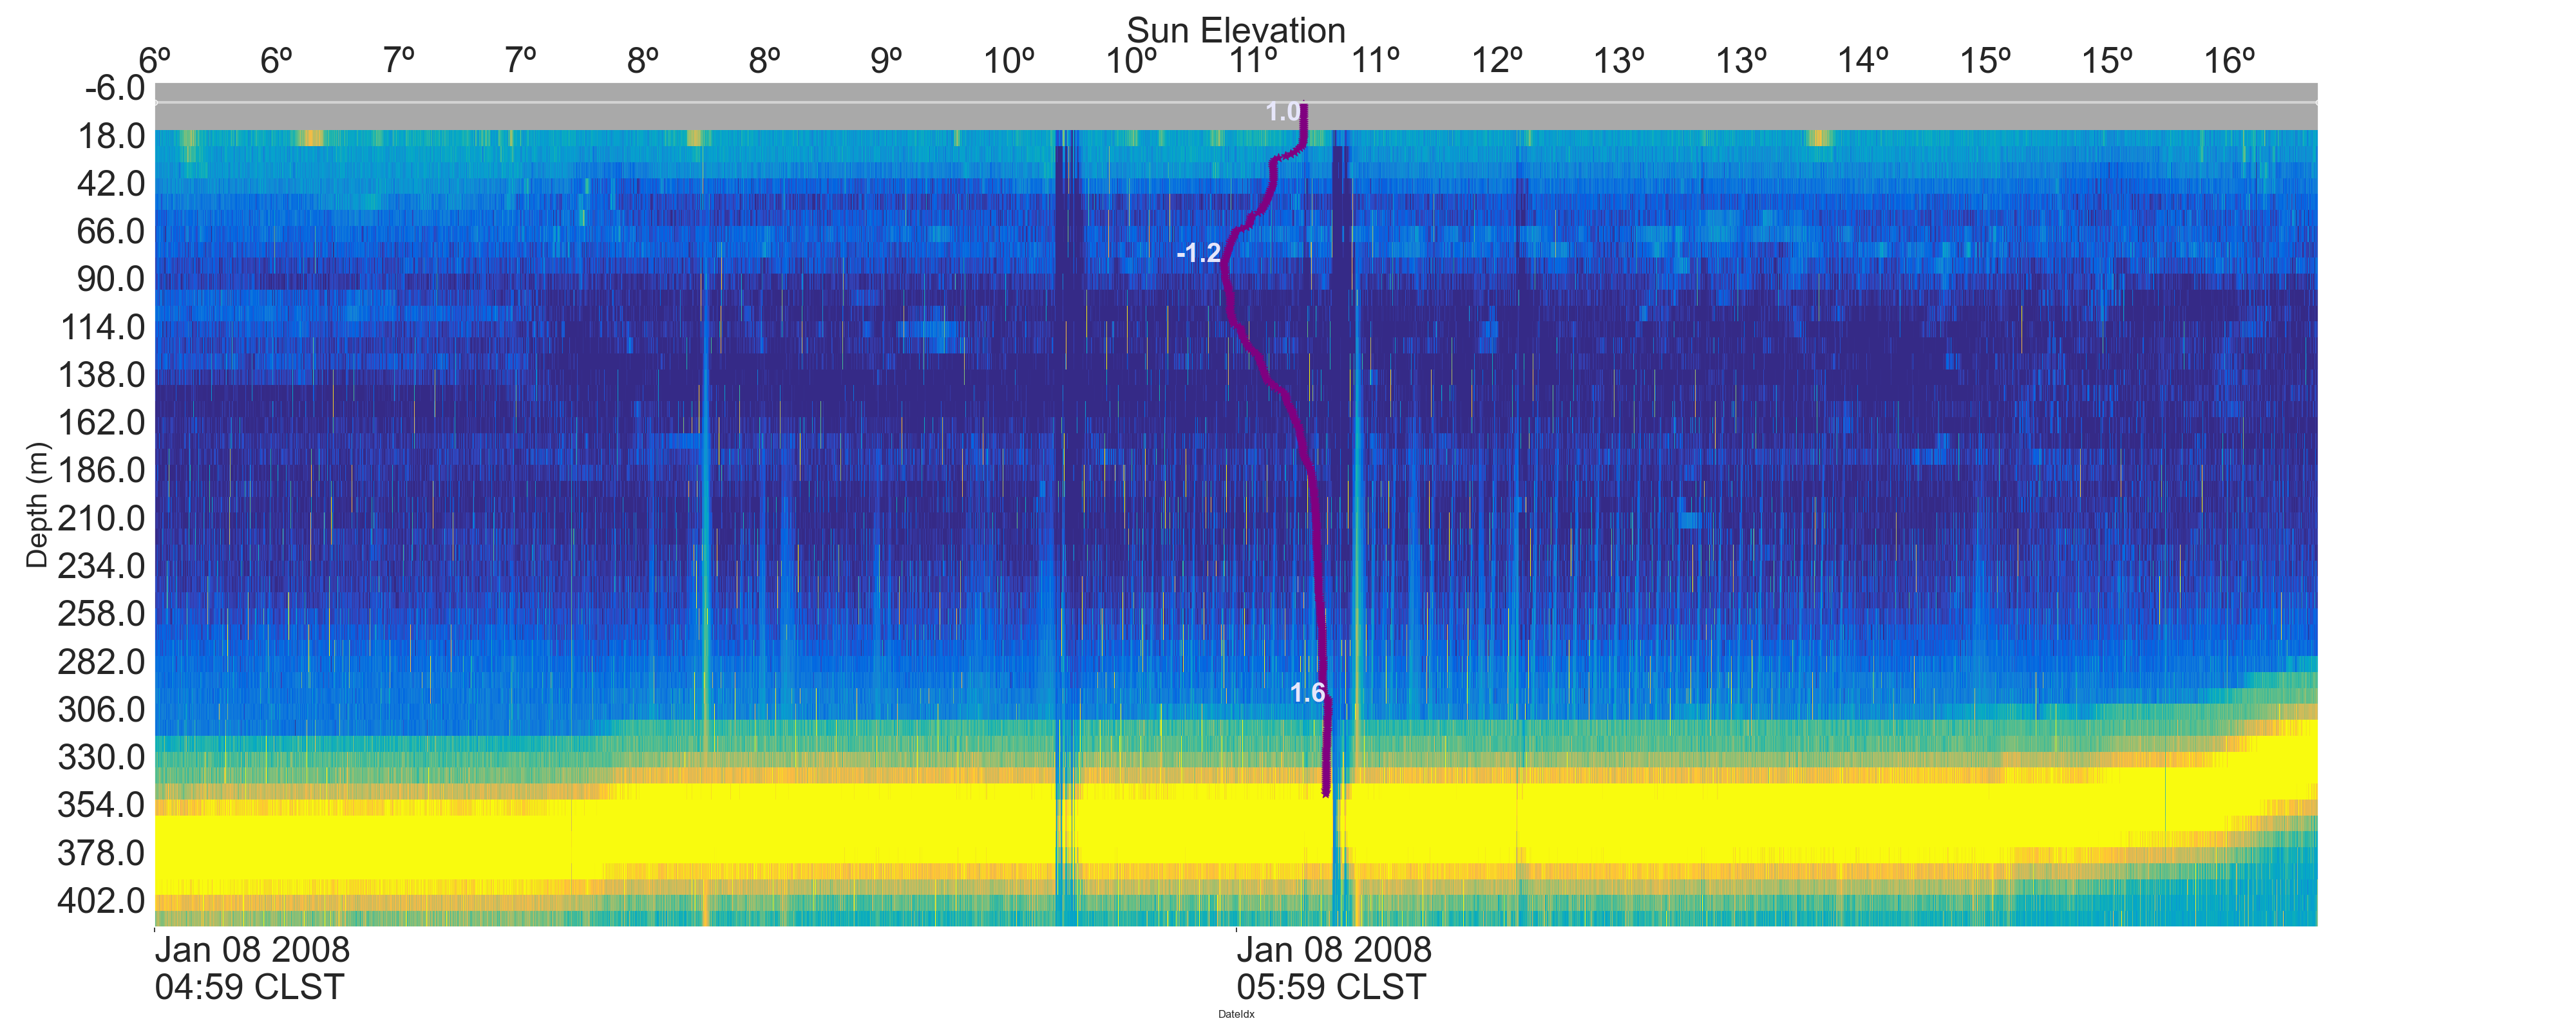 Sun Elevation
6º 6º 7º 7º 8º 8º 9º 10º 10º 11º 11º 12º 13º 13º 14º 15º 15º 16º
-6.0
1.0
18.0
42.0
66.0
-1.2
90.0
114.0
138.0
162.0
186.0
210.0
234.0
258.0
282.0
1.6
306.0
330.0
354.0
378.0
402.0
Depth (m)
Jan 08 2008
04:59 CLST
Jan 08 2008
05:59 CLST
DateIdx